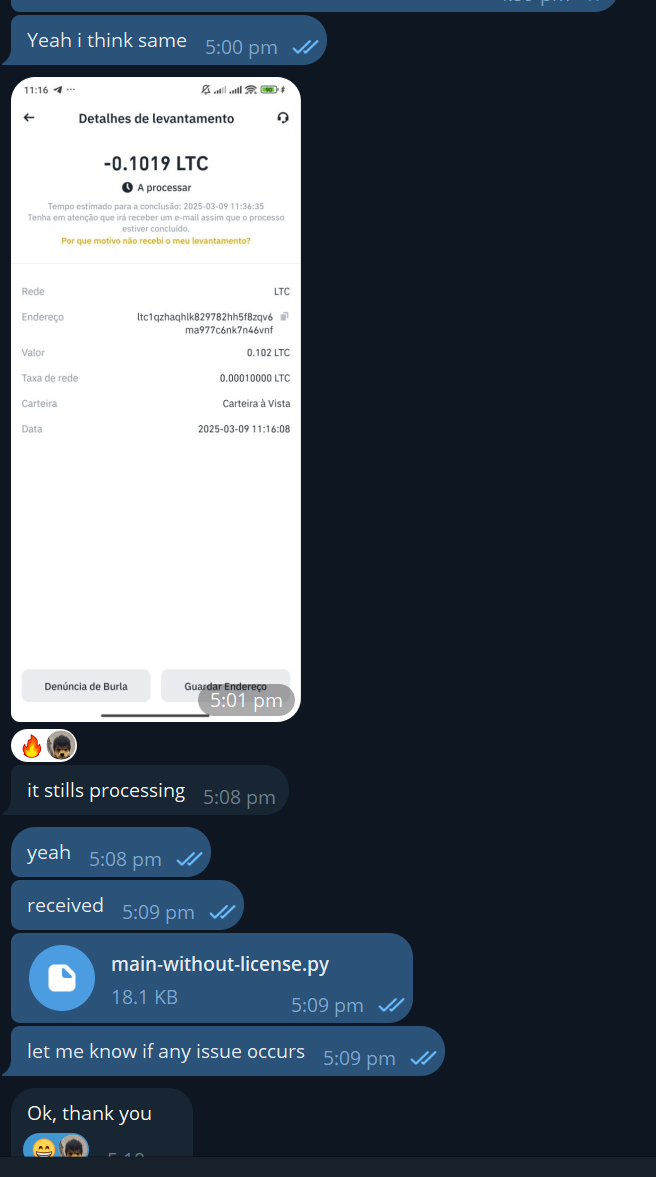 Yeah i think same 5:00 pm
11:16 ...
Detalhes de levantamento
-0.1019 LTC
A processar
Tempo estimado para a conclusão: 2025-03-09 11:36:35
Tenha em atenção que irá receber um e-mail assim que o processo
estiver concluído.
Por que motivo não recebi o meu levantamento?
Rede LTC
Endereço ltc1qzhaqhlk829782hh5f8zqv6
ma977c6nk7n46vnf
Valor 0.102 LTC
Taxa de rede 0.00010000 LTC
Carteira Carteira à Vista
Data 2025-03-09 11:16:08
Denúncia de Burla Guardar Endereço
5:01 pm
it stills processing 5:08 pm
yeah 5:08 pm
received 5:09 pm
main-without-license.py
18.1 KB 5:09 pm
let me know if any issue occurs 5:09 pm
Ok, thank you